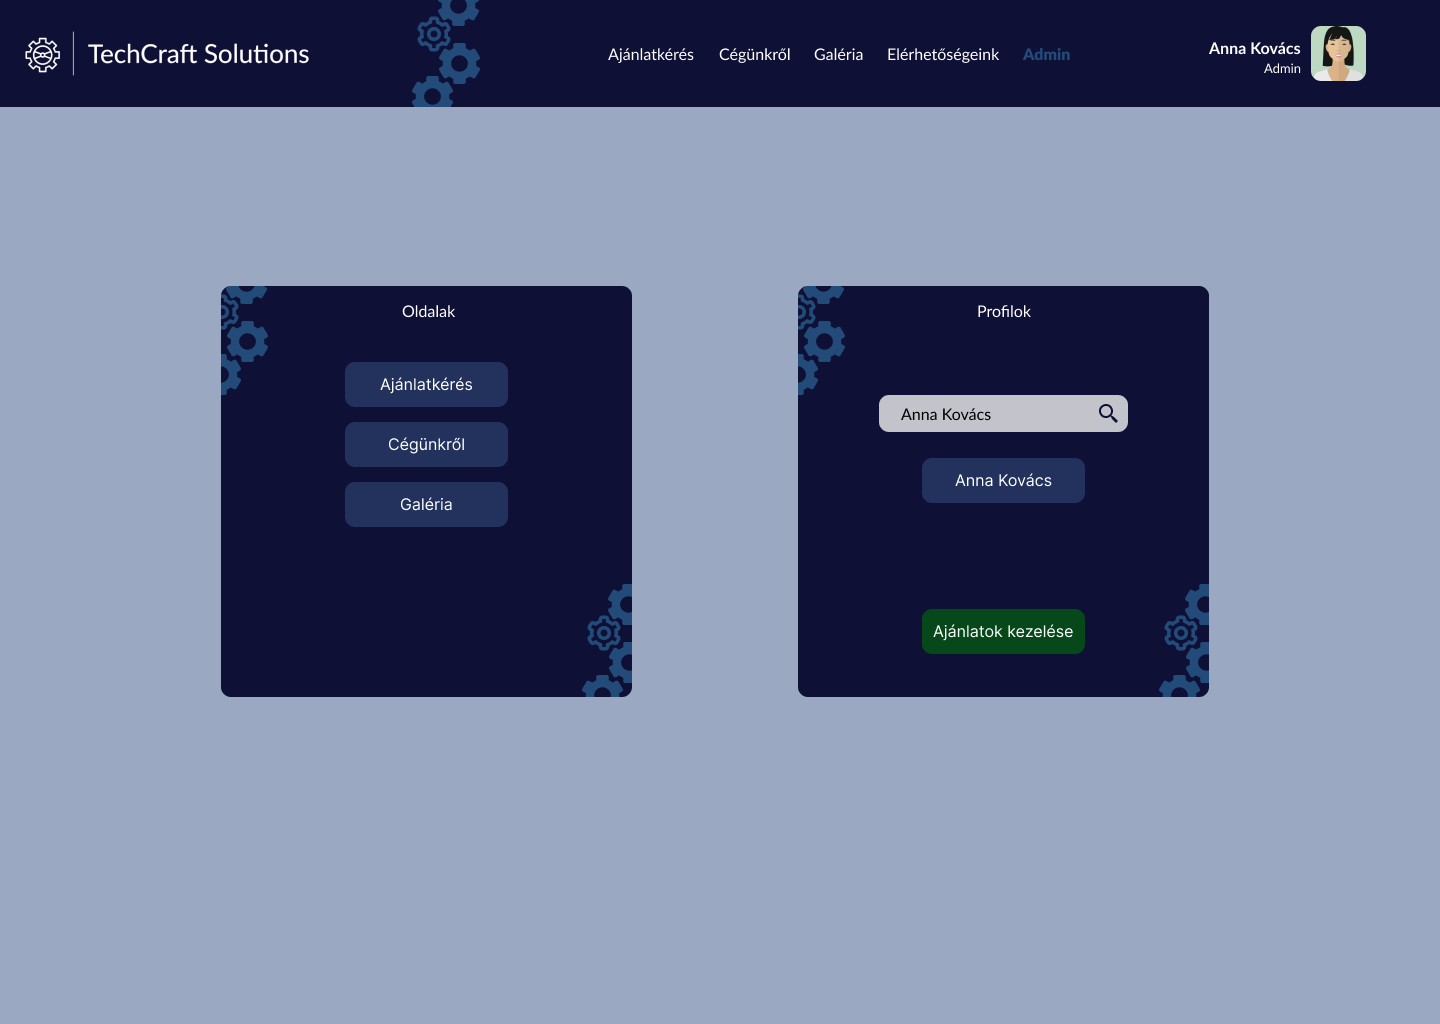 TechCraft Solutions
Ajánlatkérés
Cégünkről
Galéria
Elérhetőségeink
Admin
Anna Kovács
Admin
Oldalak
Ajánlatkérés
Cégünkről
Galéria
Profilok
Anna Kovács
Anna Kovács
Ajánlatok kezelése